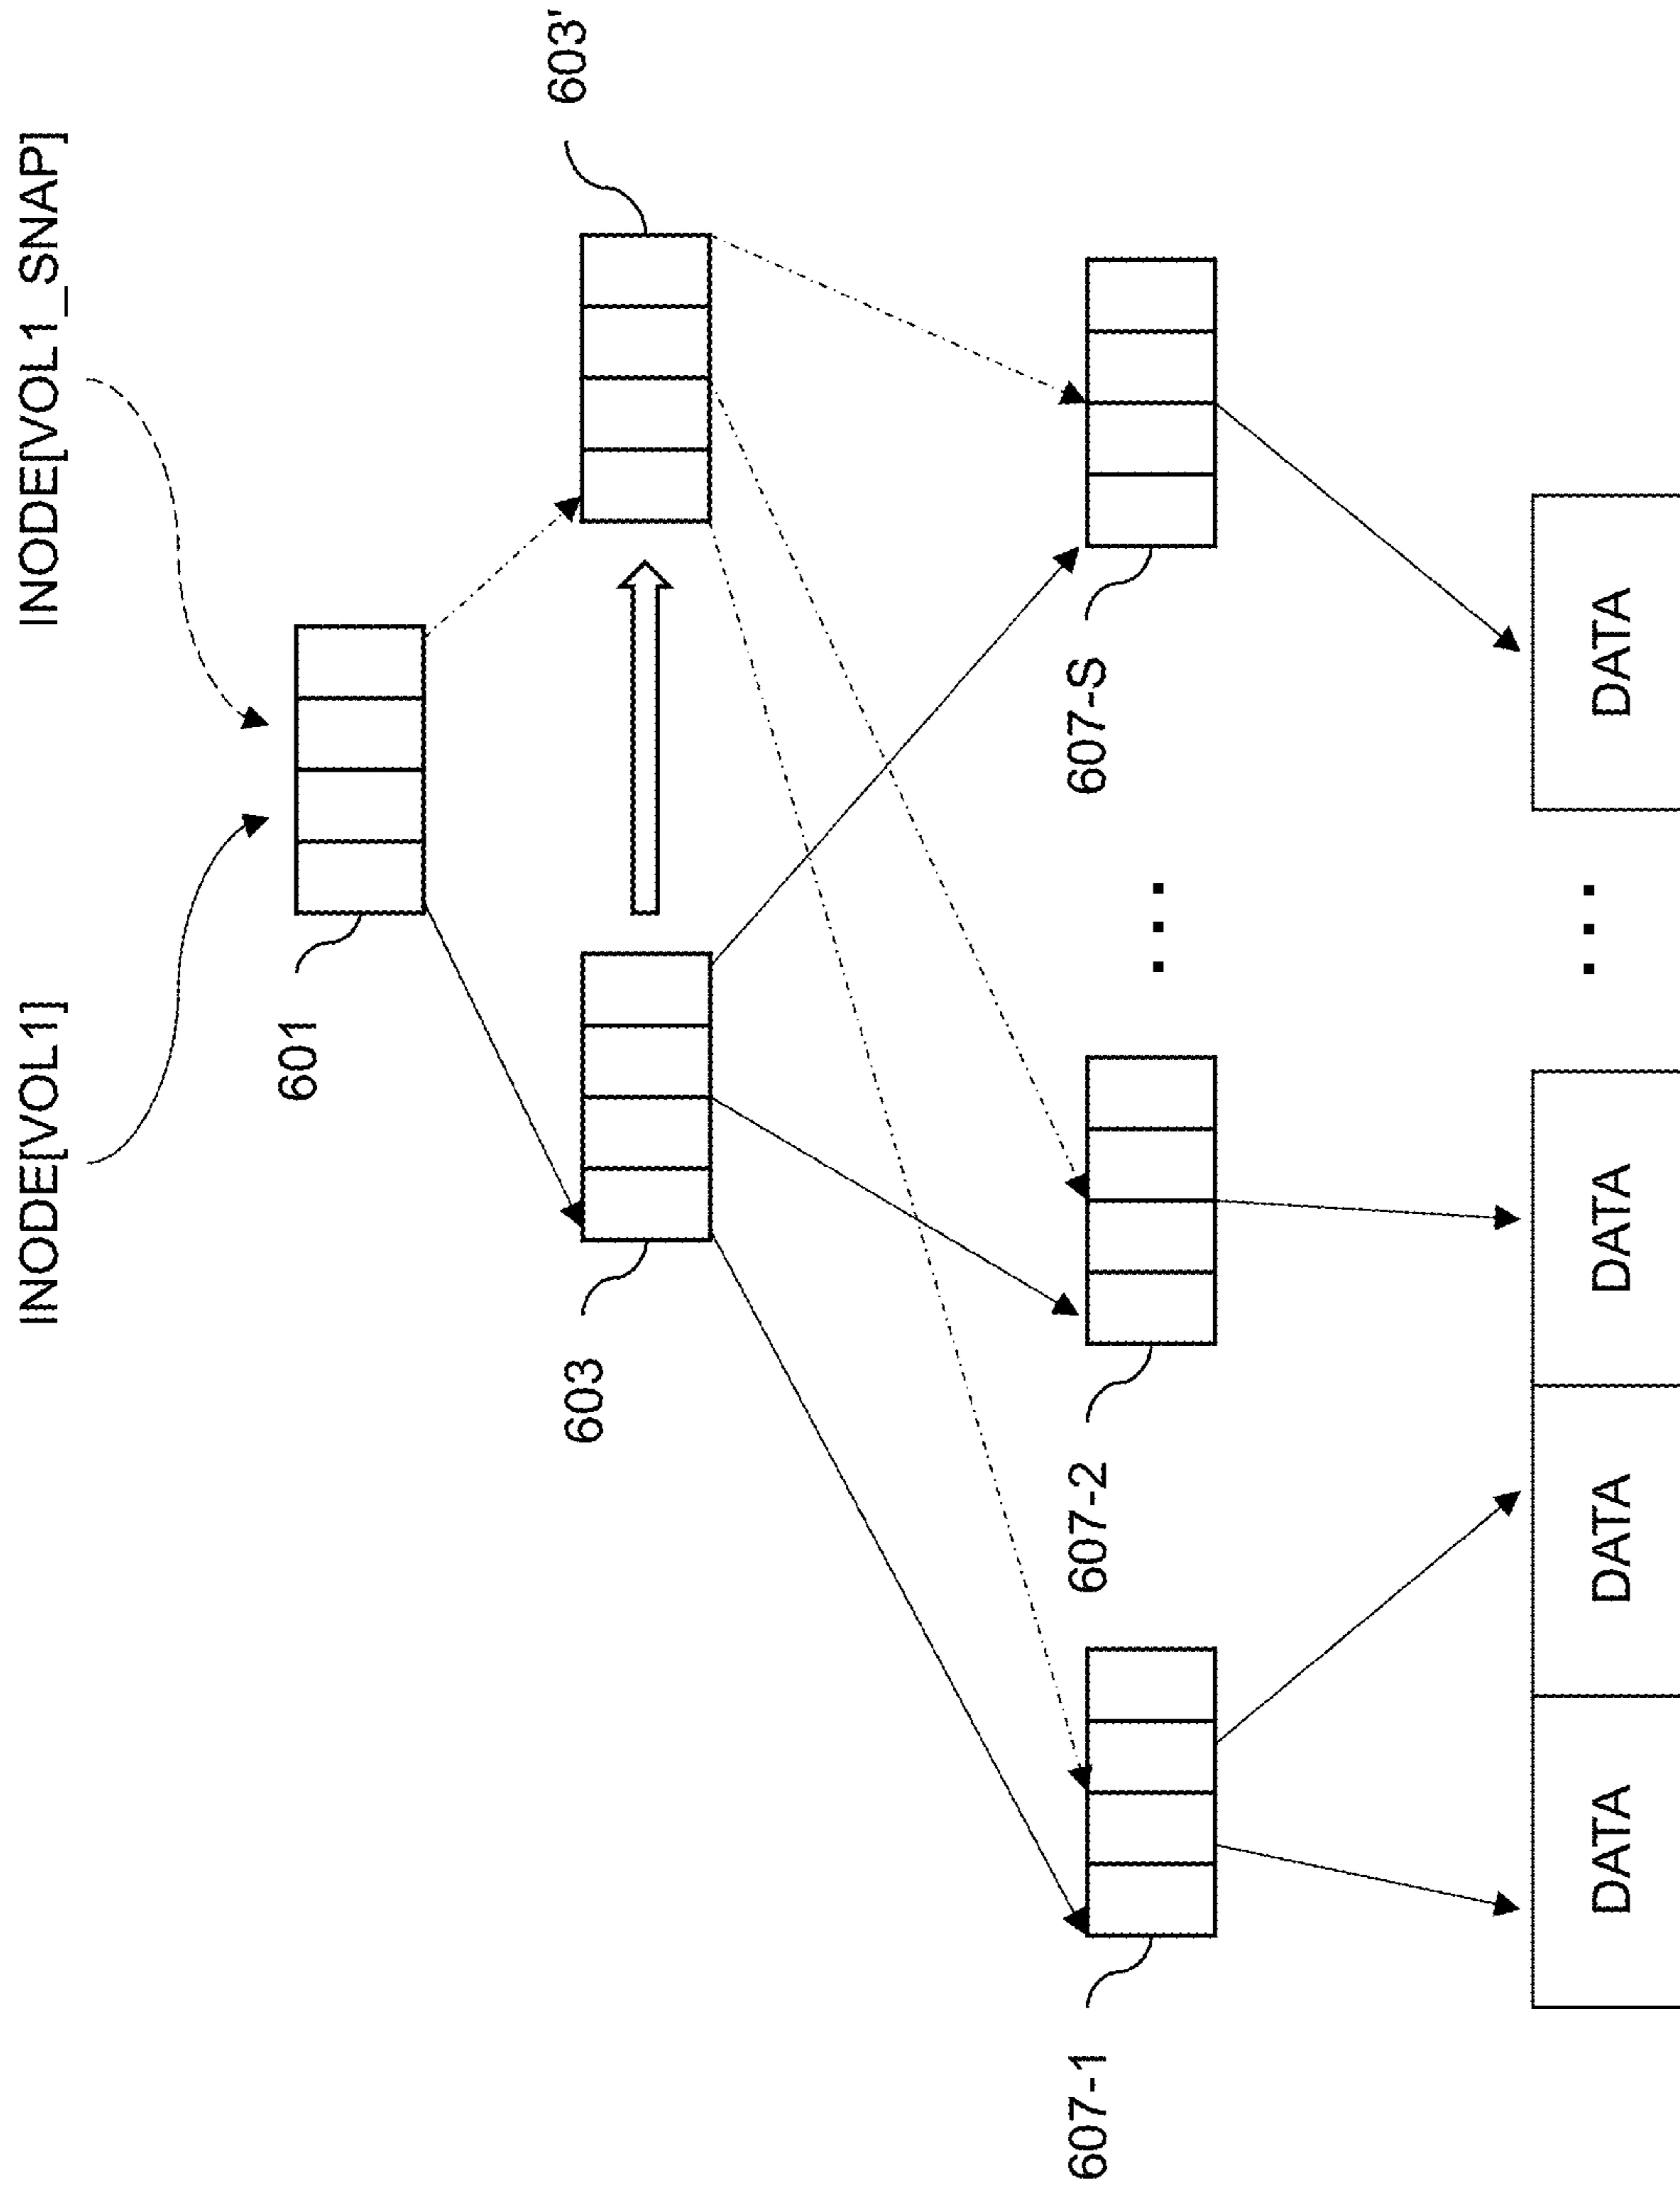 INODE[VOL1]
INODE[VOL1_SNAP]
601
603
603'
607-1
607-2
...
607-S
DATA
DATA
DATA
...
DATA